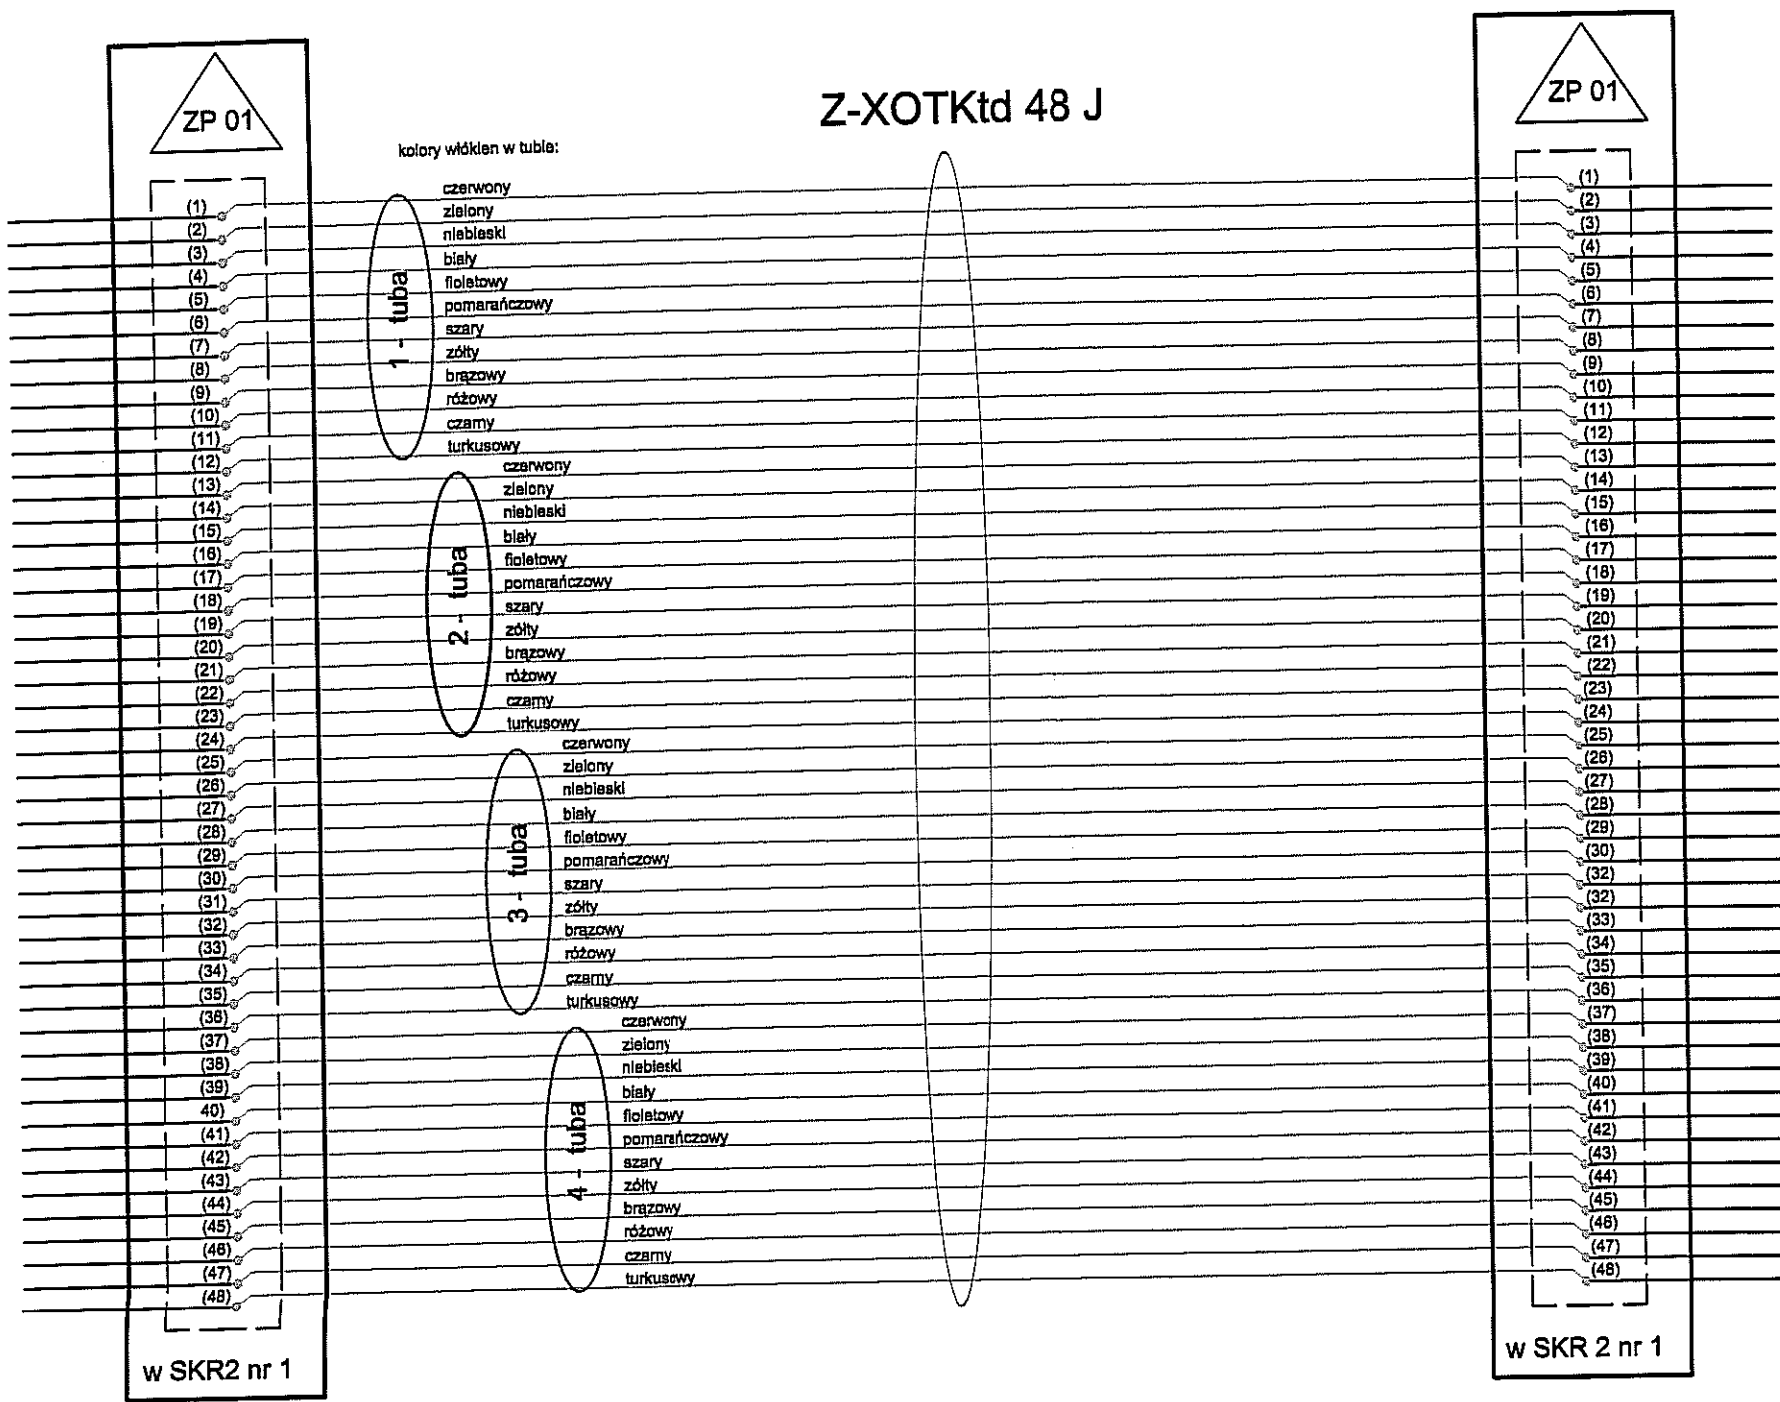 Z-XOTKtd 48 J
ZP 01
(1)
(2)
(3)
(4)
(5)
(6)
(7)
(8)
(9)
(10)
(11)
(12)
(13)
(14)
(15)
(16)
(17)
(18)
(19)
(20)
(21)
(22)
(23)
(24)
(25)
(26)
(27)
(28)
(29)
(30)
(31)
(32)
(33)
(34)
(35)
(36)
(37)
(38)
(39)
40)
(41)
(42)
(43)
(44)
(45)
(46)
(47)
(48)
w SKR2 nr 1
kolory włókien w tubie:
1 - tuba
czerwony
zielony
niebieski
biały
fioletowy
pomarańczowy
szary
zółty
brązowy
różowy
czarny
turkusowy
2 - tuba
czerwony
zielony
niebieski
biały
fioletowy
pomarańczowy
szary
zółty
brązowy
różowy
czarny
turkusowy
3 - tuba
czerwony
zielony
niebieski
biały
fioletowy
pomarańczowy
szary
zółty
brązowy
różowy
czarny
turkusowy
4 - tuba
czerwony
zielony
niebieski
biały
fioletowy
pomarańczowy
szary
zółty
brązowy
różowy
czarny
turkusowy
ZP 01
(1)
(2)
(3)
(4)
(5)
(6)
(7)
(8)
(9)
(10)
(11)
(12)
(13)
(14)
(15)
(16)
(17)
(18)
(19)
(20)
(21)
(22)
(23)
(24)
(25)
(26)
(27)
(28)
(29)
(30)
(32)
(32)
(33)
(34)
(35)
(36)
(37)
(38)
(39)
(40)
(41)
(42)
(43)
(44)
(45)
(46)
(47)
(48)
w SKR 2 nr 1